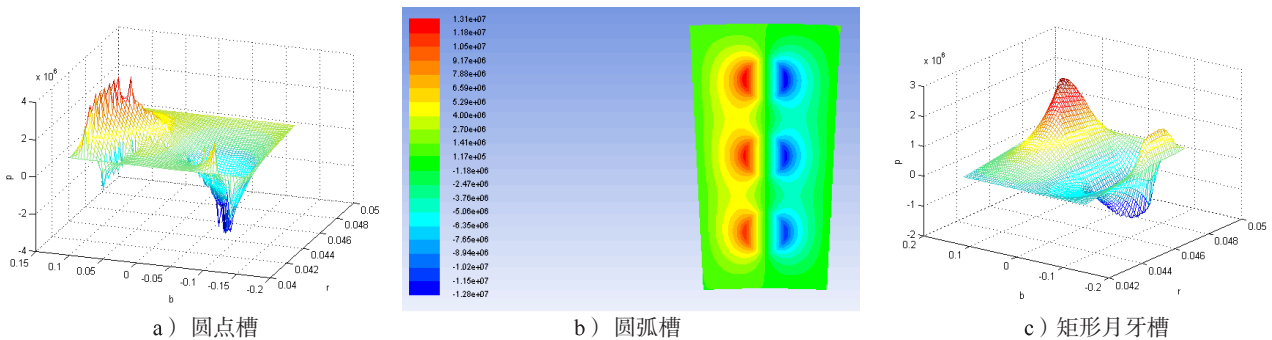 × 10⁶
4
2
0
-2
-4
p
0.15
0.1
0.05
0
-0.05
-0.1
-0.15
-0.2
b
0.04
0.042
0.044
0.046
0.048
0.05
r
a） 圆点槽
1.31e+07
1.18e+07
1.05e+07
9.17e+06
7.88e+06
6.59e+06
5.29e+06
4.00e+06
2.70e+06
1.41e+06
1.17e+05
-1.18e+06
-2.47e+06
-3.76e+06
-5.06e+06
-6.35e+06
-7.65e+06
-8.94e+06
-1.02e+07
-1.15e+07
-1.28e+07
b） 圆弧槽
× 10⁶
3
2
1
0
-1
-2
p
0.2
0.1
0
-0.1
-0.2
b
0.042
0.044
0.046
0.048
0.05
r
c）矩形月牙槽